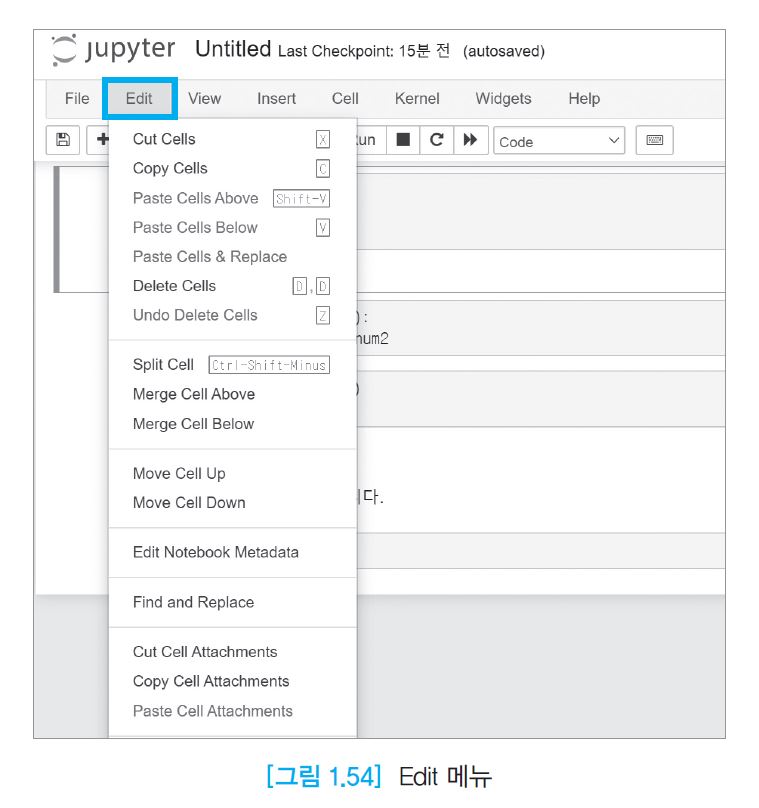 jupyter Untitled Last Checkpoint: 15분 전 (autosaved)
File Edit View Insert Cell Kernel Widgets Help
Code
Cut Cells X
Copy Cells C
Paste Cells Above Shift-V
Paste Cells Below V
Paste Cells & Replace
Delete Cells D,D
Undo Delete Cells Z
):
num2
Split Cell Ctrl-Shift-Minus
)
Merge Cell Above
Merge Cell Below
Move Cell Up
Move Cell Down
다.
Edit Notebook Metadata
Find and Replace
Cut Cell Attachments
Copy Cell Attachments
Paste Cell Attachments
[그림 1.54] Edit 메뉴